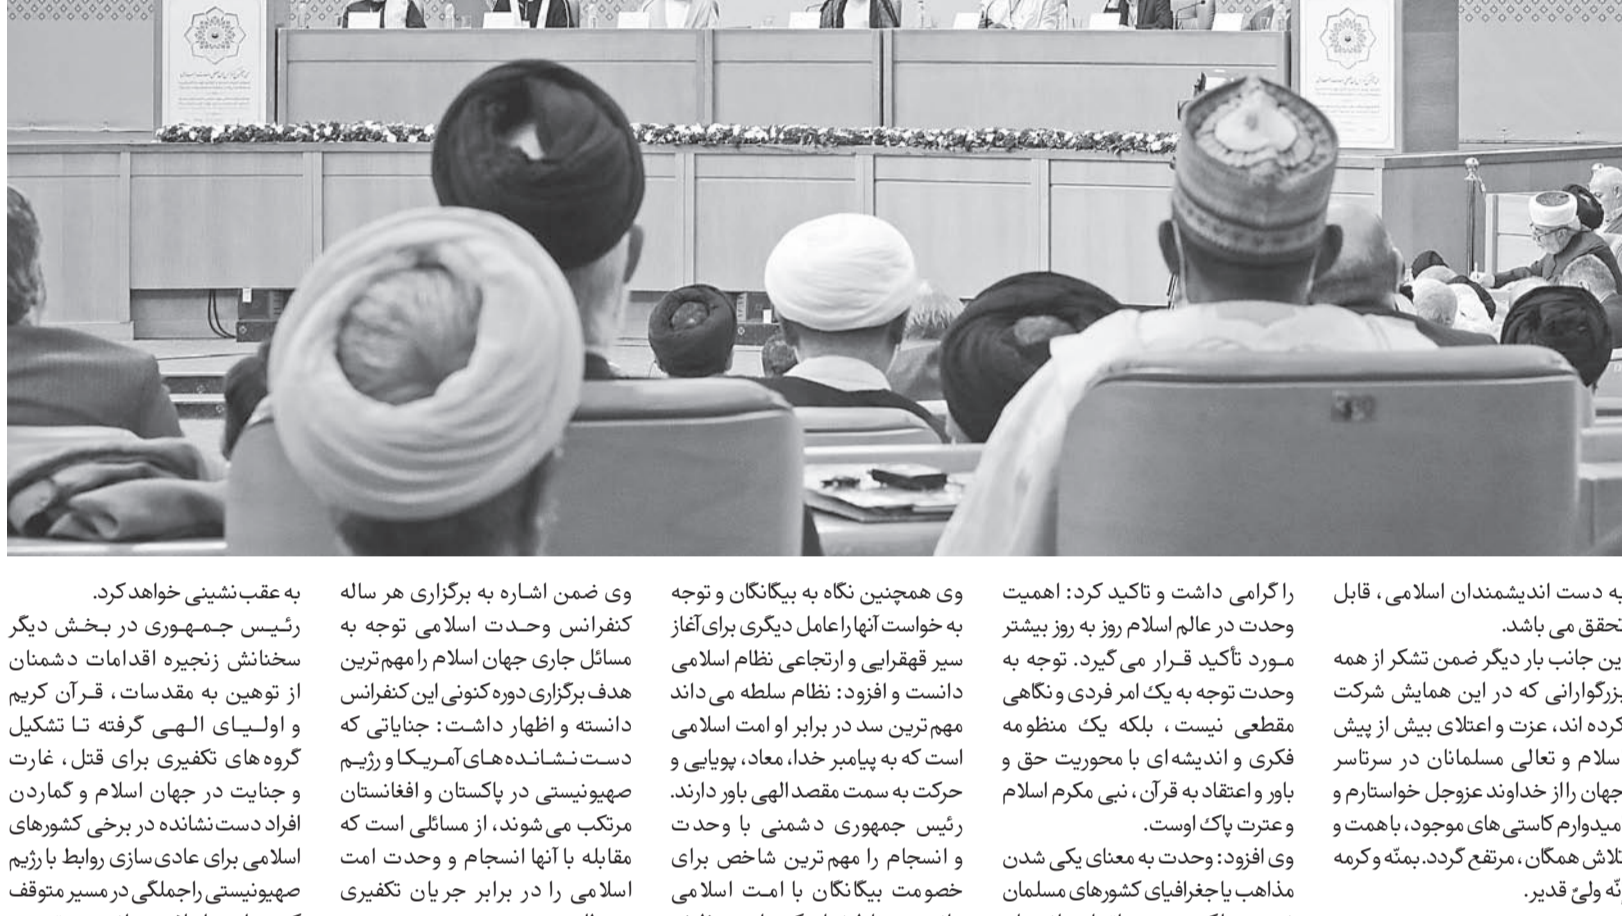 به دست اندیشمندان اسلامی، قابل
تحقق می باشد.
این جانب بار دیگر ضمن تشکر از همه
بزرگوارانی که در این همایش شرکت
کرده اند، عزت و اعتلای بیش از پیش
اسلام و تعالی مسلمانان در سرتاسر
جهان را از خداوند عزوجل خواستارم و
امیدوارم کاستی های موجود، با همت و
تلاش همگان، مرتفع گردد. بمنّه و کرمه
انّه ولیٌ قدیر.
را گرامی داشت و تاکید کرد: اهمیت
وحدت در عالم اسلام روز به روز بیشتر
مورد تأکید قرار می گیرد. توجه به
وحدت توجه به یک امر فردی و نگاهی
مقطعی نیست، بلکه یک منظومه
فکری و اندیشه ای با محوریت حق و
باور و اعتقاد به قرآن، نبی مکرم اسلام
و عترت پاک اوست.
وی افزود: وحدت به معنای یکی شدن
مذاهب یا جغرافیای کشورهای مسلمان
وی همچنین نگاه به بیگانگان و توجه
به خواست آنها را عامل دیگری برای آغاز
سیر قهقرایی و ارتجاعی نظام اسلامی
دانست و افزود: نظام سلطه می داند
مهم ترین سد در برابر او امت اسلامی
است که به پیامبر خدا، معاد، پویایی و
حرکت به سمت مقصد الهی باور دارند.
رئیس جمهوری دشمنی با وحدت
و انسجام را مهم ترین شاخص برای
خصومت بیگانگان با امت اسلامی
وی ضمن اشاره به برگزاری هر ساله
کنفرانس وحدت اسلامی توجه به
مسائل جاری جهان اسلام را مهم ترین
هدف برگزاری دوره کنونی این کنفرانس
دانسته و اظهار داشت: جنایاتی که
دست نشانده های آمریکا و رژیم
صهیونیستی در پاکستان و افغانستان
مرتکب می شوند، از مسائلی است که
مقابله با آنها انسجام و وحدت امت
اسلامی را در برابر جریان تکفیری
به عقب نشینی خواهد کرد.
رئیس جمهوری در بخش دیگر
سخنانش زنجیره اقدامات دشمنان
از توهین به مقدسات، قرآن کریم
و اولیای الهی گرفته تا تشکیل
گروه های تکفیری برای قتل، غارت
و جنایت در جهان اسلام و گماردن
افراد دست نشانده در برخی کشورهای
اسلامی برای عادی سازی روابط با رژیم
صهیونیستی را جملگی در مسیر متوقف